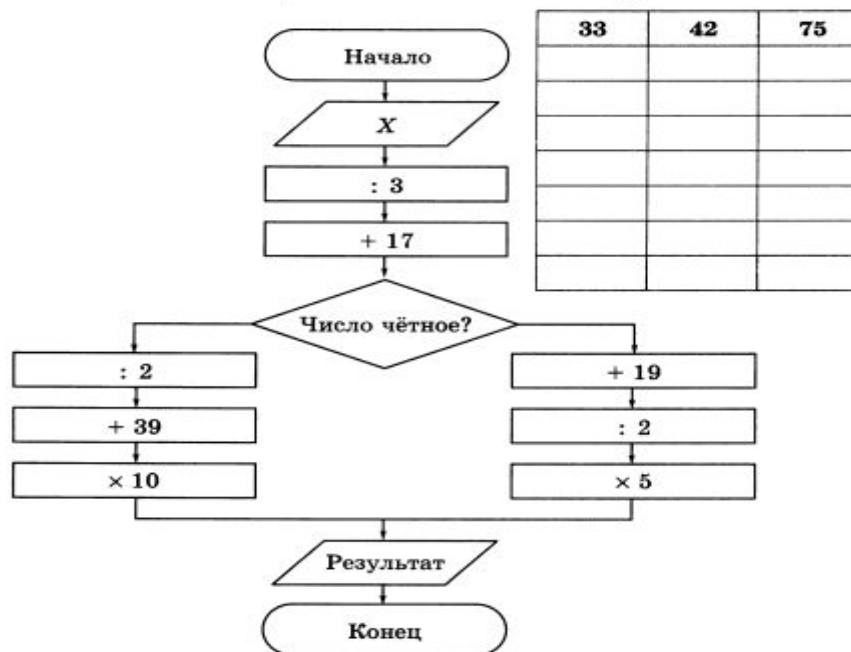 Начало
X
: 3
+ 17
Число чётное?
: 2
+ 39
× 10
+ 19
: 2
× 5
Результат
Конец
33 42 75